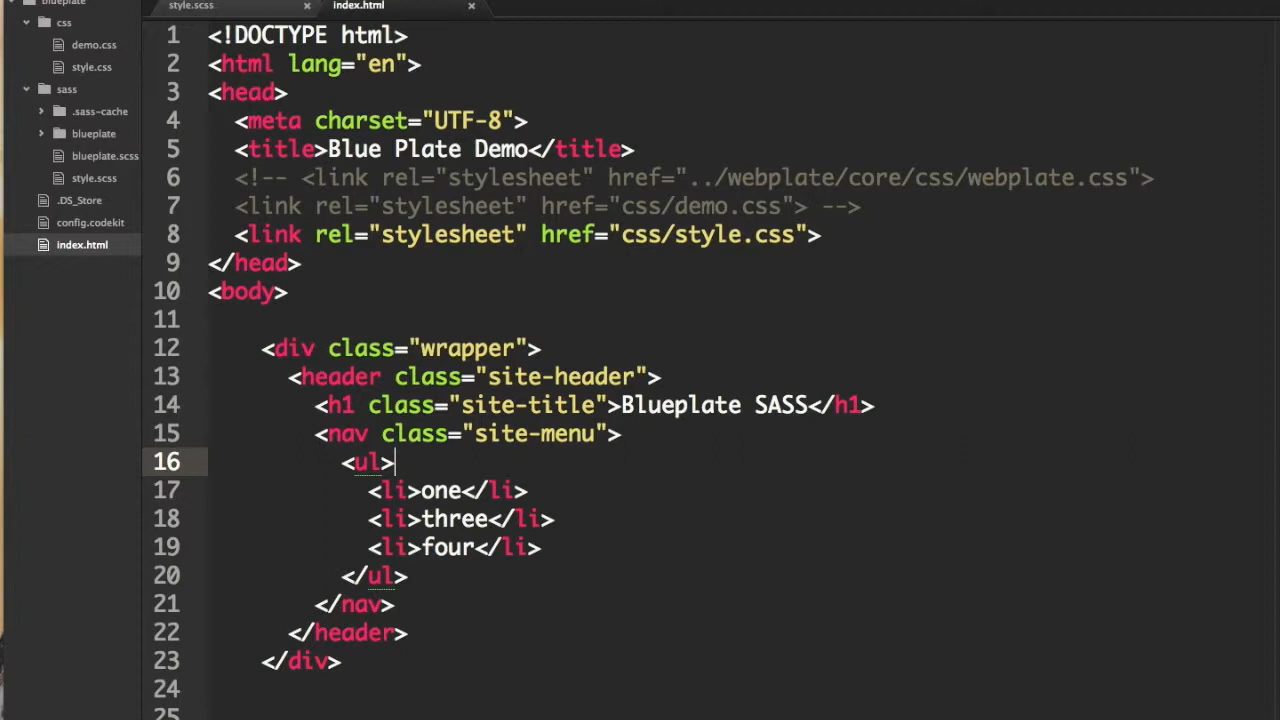 blueplate
css
demo.css
style.css
sass
.sass-cache
blueplate
blueplate.scss
style.scss
.DS_Store
config.codekit
index.html
style.scss × index.html ×
1 <!DOCTYPE html>
2 <html lang="en">
3 <head>
4 <meta charset="UTF-8">
5 <title>Blue Plate Demo</title>
6 <!-- <link rel="stylesheet" href="../webplate/core/css/webplate.css">
7 <link rel="stylesheet" href="css/demo.css"> -->
8 <link rel="stylesheet" href="css/style.css">
9 </head>
10 <body>
11
12 <div class="wrapper">
13 <header class="site-header">
14 <h1 class="site-title">Blueplate SASS</h1>
15 <nav class="site-menu">
16 <ul>
17 <li>one</li>
18 <li>three</li>
19 <li>four</li>
20 </ul>
21 </nav>
22 </header>
23 </div>
24
25